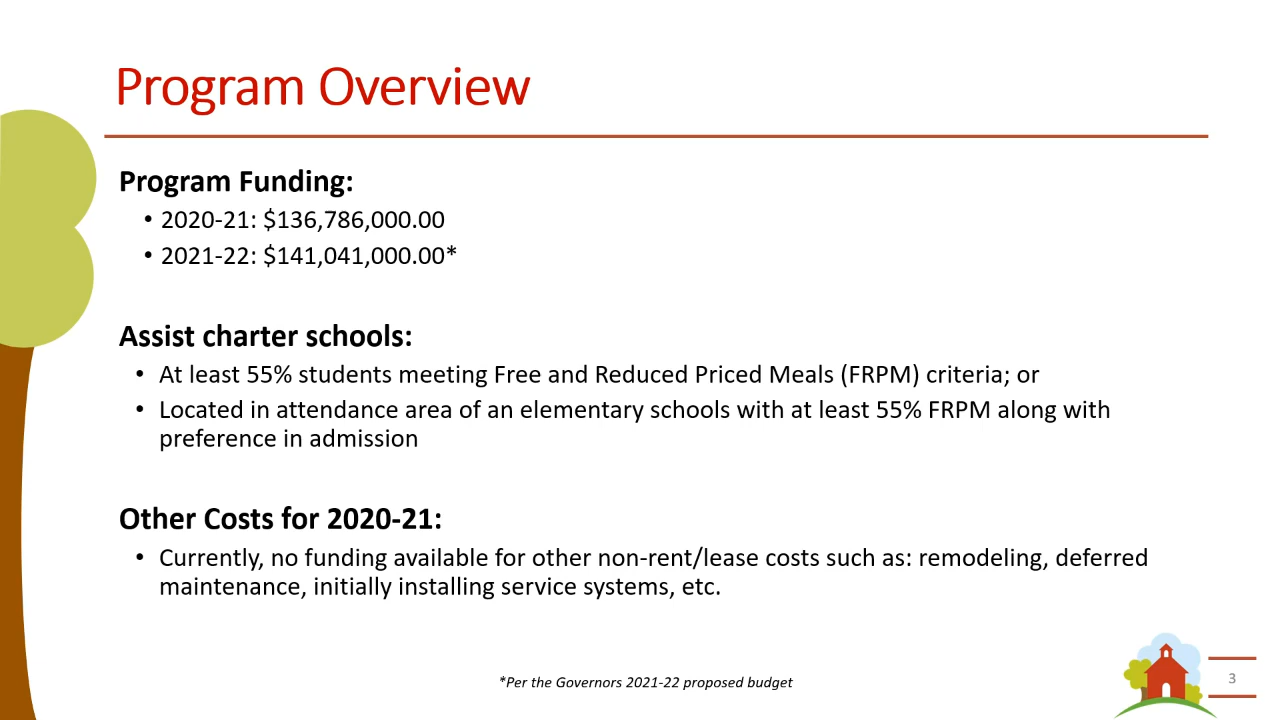 Program Overview
Program Funding:
• 2020-21: $136,786,000.00
• 2021-22: $141,041,000.00*
Assist charter schools:
• At least 55% students meeting Free and Reduced Priced Meals (FRPM) criteria; or
• Located in attendance area of an elementary schools with at least 55% FRPM along with
preference in admission
Other Costs for 2020-21:
• Currently, no funding available for other non-rent/lease costs such as: remodeling, deferred
maintenance, initially installing service systems, etc.
*Per the Governors 2021-22 proposed budget
3